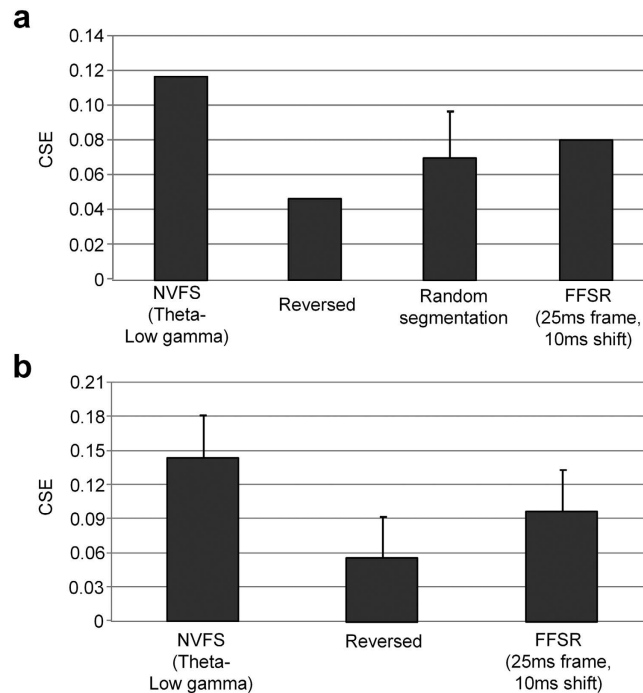 a
0.14
0.12
0.10
0.08
0.06
0.04
0.02
0
CSE
NVFS
(Theta-
Low gamma)
Reversed
Random
segmentation
FFSR
(25ms frame,
10ms shift)
b
0.21
0.18
0.15
0.12
0.09
0.06
0.03
0
CSE
NVFS
(Theta-
Low gamma)
Reversed
FFSR
(25ms frame,
10ms shift)